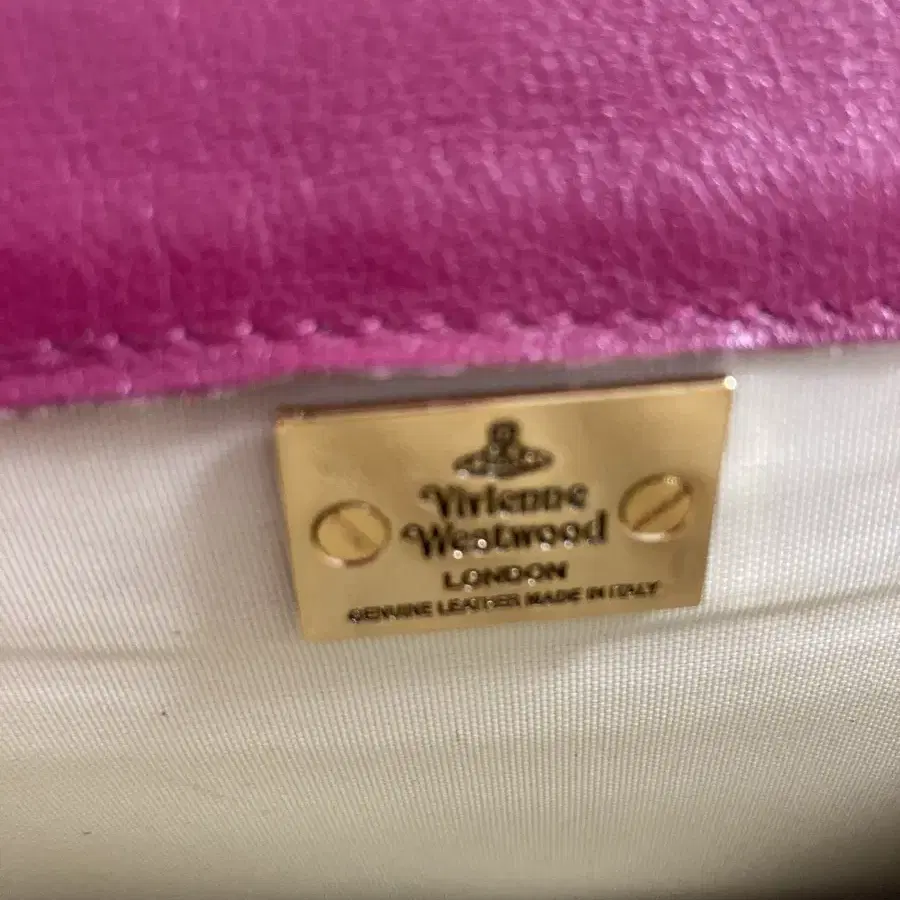 Vivienne
Westwood
LONDON
GENUINE LEATHER MADE IN ITALY